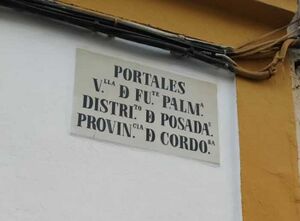 PORTALES
V.LLA D FU.TE PALM.A
DISTRI.TO D POSADA.S
PROVIN.CIA D CORDO.BA